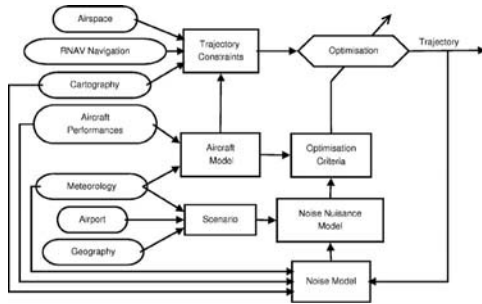 Airspace
RNAV Navigation
Cartography
Trajectory
Constraints
Optimisation
Trajectory
Aircraft
Performances
Aircraft
Model
Optimisation
Criteria
Meteorology
Airport
Geography
Scenario
Noise Nuisance
Model
Noise Model